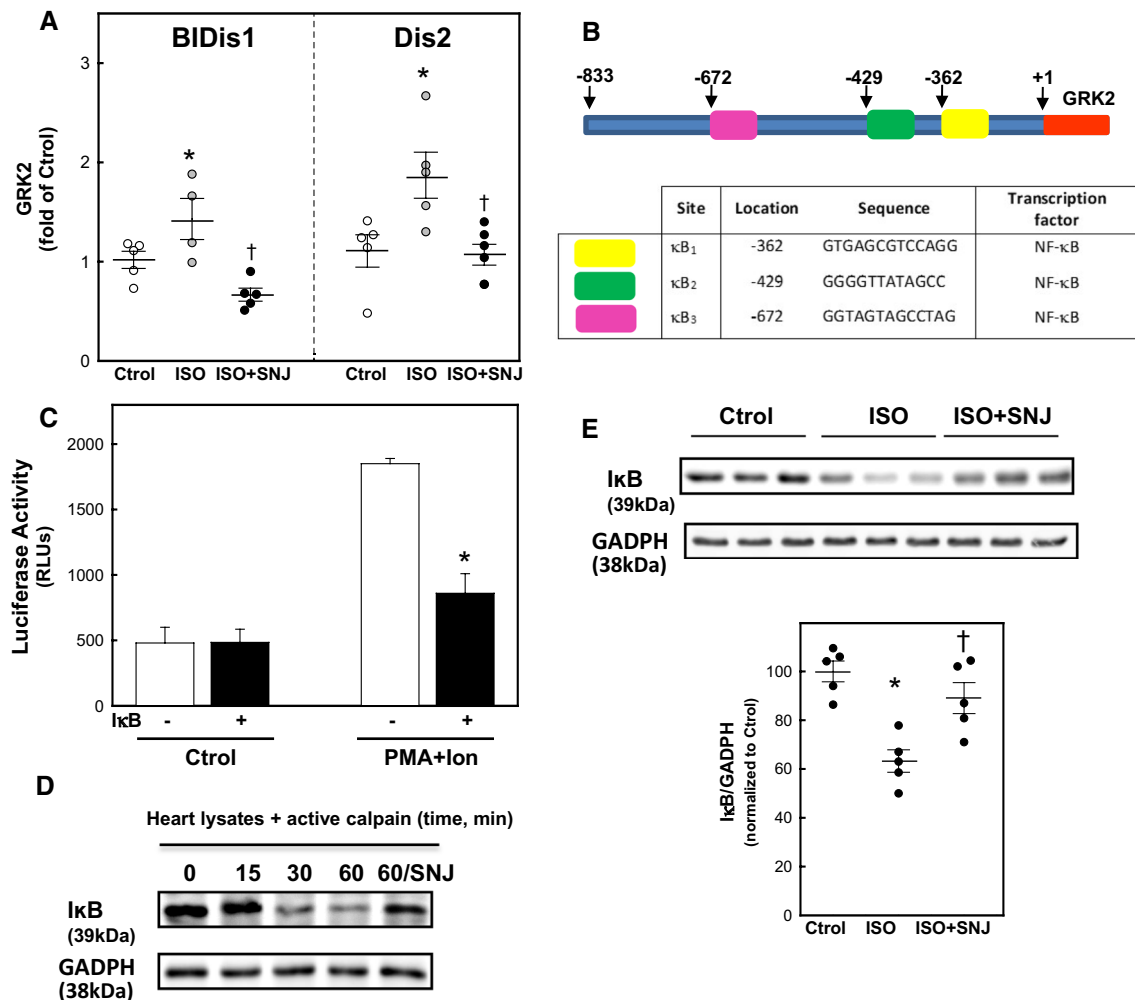 A
BIDis1
Dis2
GRK2
(fold of Ctrol)
3
2
1
0
*
†
*
†
Ctrol ISO ISO+SNJ Ctrol ISO ISO+SNJ
B
-833 -672 -429 -362 +1
GRK2
Site Location Sequence Transcription factor
κB1 -362 GTGAGCGTCCAGG NF-κB
κB2 -429 GGGGTTATAGCC NF-κB
κB3 -672 GGTAGTAGCCTAG NF-κB
C
Luciferase Activity
(RLUs)
2000
1500
1000
500
0
*
IκB - + - +
Ctrol PMA+Ion
D
Heart lysates + active calpain (time, min)
0 15 30 60 60/SNJ
IκB
(39kDa)
GADPH
(38kDa)
E
Ctrol ISO ISO+SNJ
IκB
(39kDa)
GADPH
(38kDa)
IκB/GADPH
(normalized to Ctrol)
100
80
60
40
20
0
*
†
Ctrol ISO ISO+SNJ